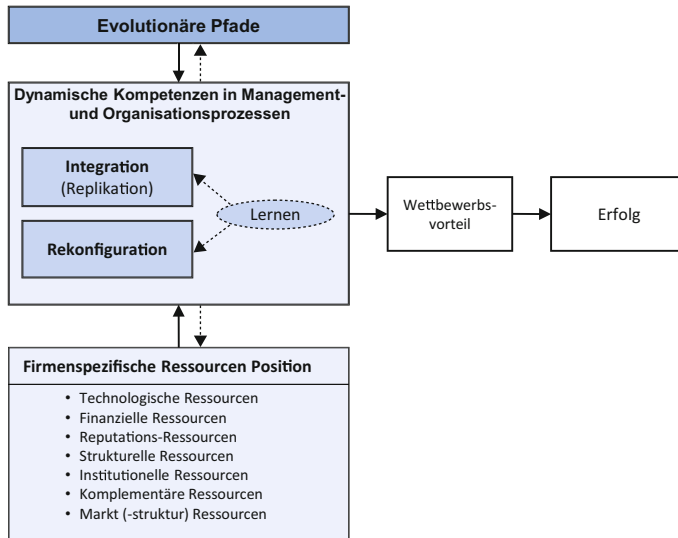 Evolutionäre Pfade
Dynamische Kompetenzen in Management-
und Organisationsprozessen
Integration
(Replikation)
Lernen
Rekonfiguration
Wettbewerbs-
vorteil
Erfolg
Firmenspezifische Ressourcen Position
• Technologische Ressourcen
• Finanzielle Ressourcen
• Reputations-Ressourcen
• Strukturelle Ressourcen
• Institutionelle Ressourcen
• Komplementäre Ressourcen
• Markt (-struktur) Ressourcen